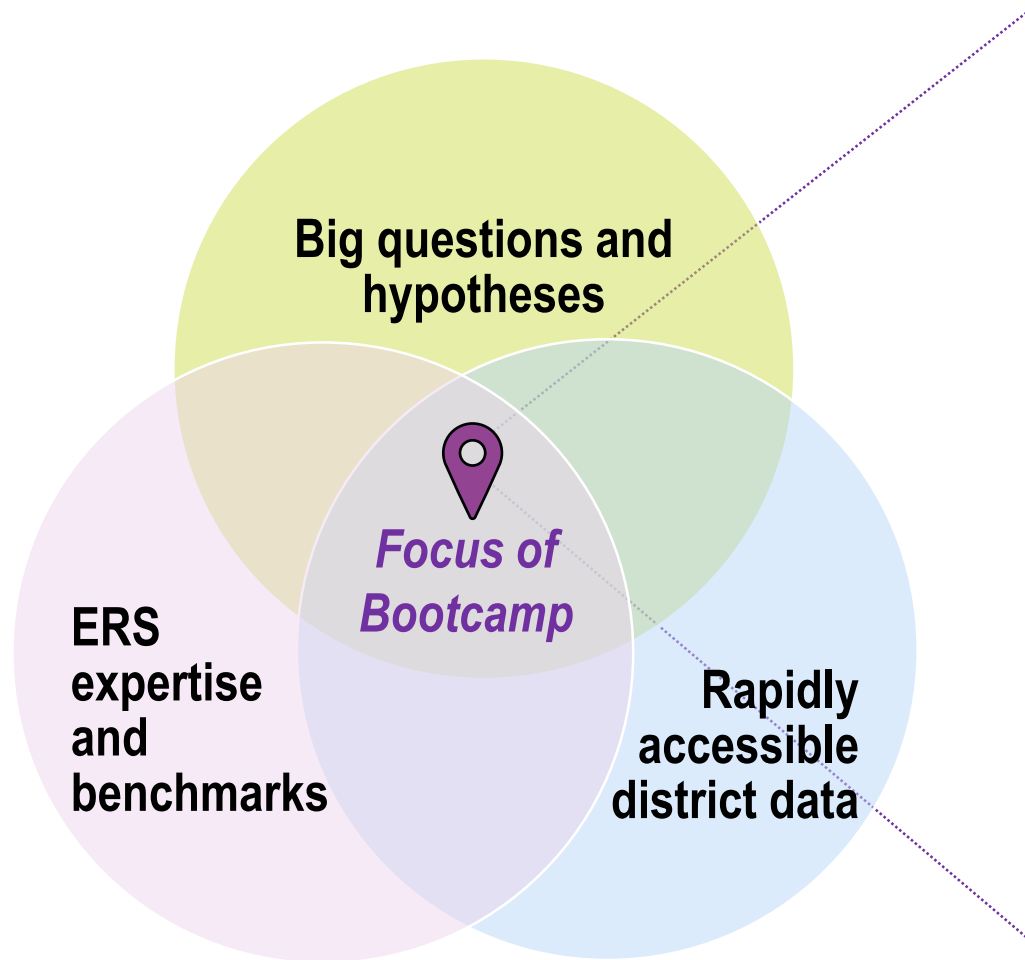 Big questions and
hypotheses
Focus of
Bootcamp
ERS
expertise
and
benchmarks
Rapidly
accessible
district data